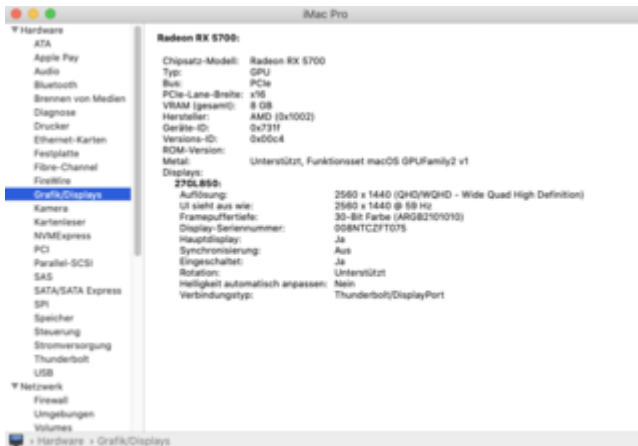 iMac Pro
Hardware
ATA
Apple Pay
Audio
Bluetooth
Brennen von Medien
Diagnose
Drucker
Ethernet-Karten
Festplatte
Fibre-Channel
FireWire
Grafik/Displays
Kamera
Kartenleser
NVMExpress
PCI
Parallel-SCSI
SAS
SATA/SATA Express
SPI
Speicher
Steuerung
Stromversorgung
Thunderbolt
USB
Netzwerk
Firewall
Umgebungen
Volumes
Radeon RX 5700:
Chipsatz-Modell: Radeon RX 5700
Typ: GPU
Bus: PCIe
PCIe-Lane-Breite: x16
VRAM (gesamt): 8 GB
Hersteller: AMD (0x1002)
Geräte-ID: 0x731f
Versions-ID: 0x00c4
ROM-Version:
Metal: Unterstützt, Funktionsset macOS GPUFamily2 v1
Displays:
270L850:
Auflösung: 2560 x 1440 (QHD/WQHD - Wide Quad High Definition)
UI sieht aus wie: 2560 x 1440 @ 59 Hz
Framepuffertiefe: 30-Bit Farbe (ARGB2101010)
Display-Seriennummer: 008NTCZFT075
Hauptdisplay: Ja
Synchronisierung: Aus
Eingeschaltet: Ja
Rotation: Unterstützt
Helligkeit automatisch anpassen: Nein
Verbindungstyp: Thunderbolt/DisplayPort
Hardware › Grafik/Displays